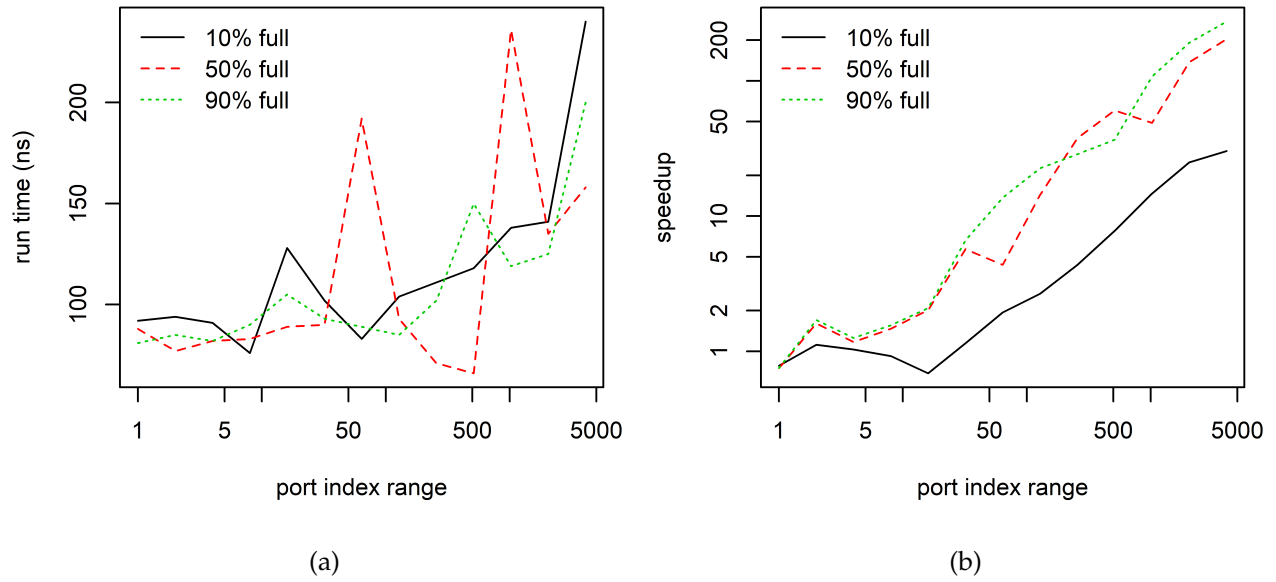 10% full
50% full
90% full
200
150
100
run time (ns)
1 5 50 500 5000
port index range
(a)
10% full
50% full
90% full
200
50
10
5
2
1
speedup
1 5 50 500 5000
port index range
(b)